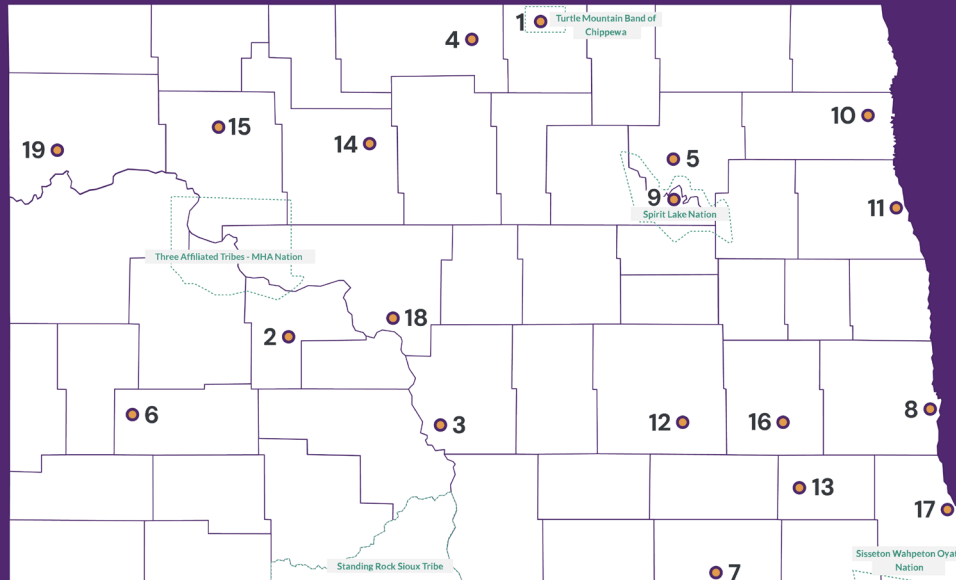 1
Turtle Mountain Band of
Chippewa
4
10
15
14
19
5
9
11
Spirit Lake Nation
Three Affiliated Tribes - MHA Nation
18
2
8
6
12
16
3
13
17
Sisseton Wahpeton Oyat
Nation
Standing Rock Sioux Tribe
7